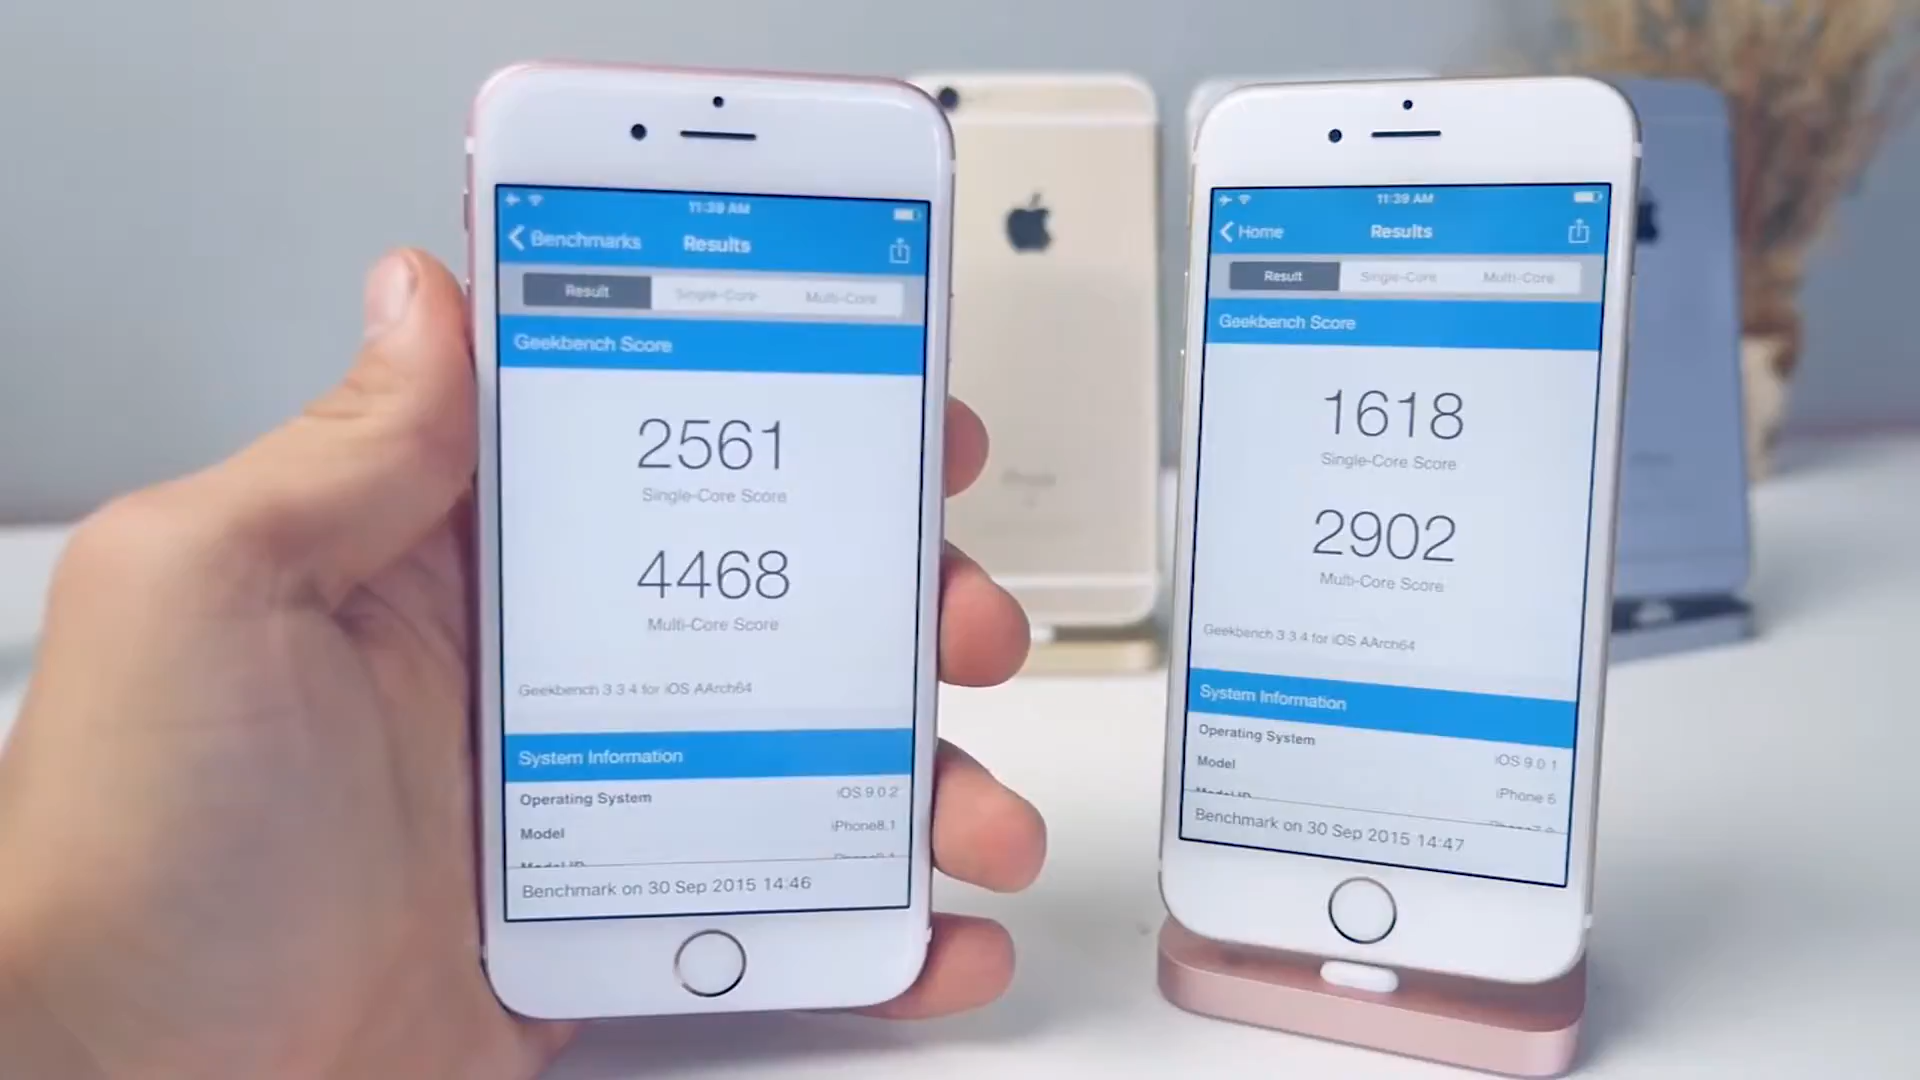 11:39 AM
Benchmarks
Results
Result
Single-Core
Multi-Core
Geekbench Score
2561
Single-Core Score
4468
Multi-Core Score
Geekbench 3.3.4 for iOS AArch64
System Information
Operating System
iOS 9.0.2
Model
iPhone8,1
Benchmark on 30 Sep 2015 14:46
11:39 AM
Home
Results
Result
Single-Core
Multi-Core
Geekbench Score
1618
Single-Core Score
2902
Multi-Core Score
Geekbench 3.3.4 for iOS AArch64
System Information
Operating System
iOS 9.0.1
Model
iPhone 6
Benchmark on 30 Sep 2015 14:47